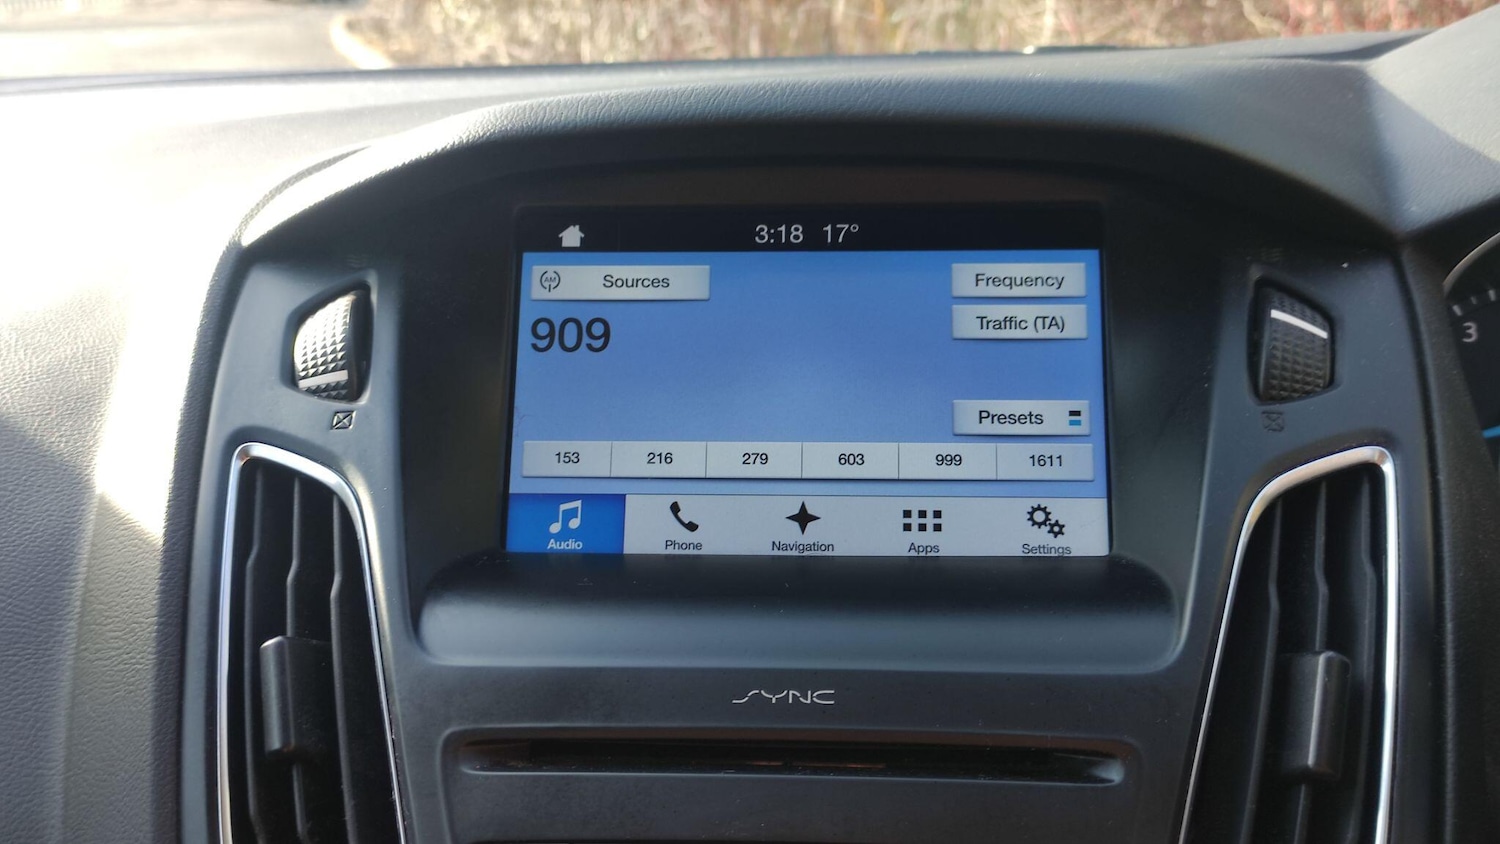 3:18 17°
AM Sources
Frequency
909
Traffic (TA)
Presets
153 216 279 603 999 1611
Audio Phone Navigation Apps Settings
SYNC
3